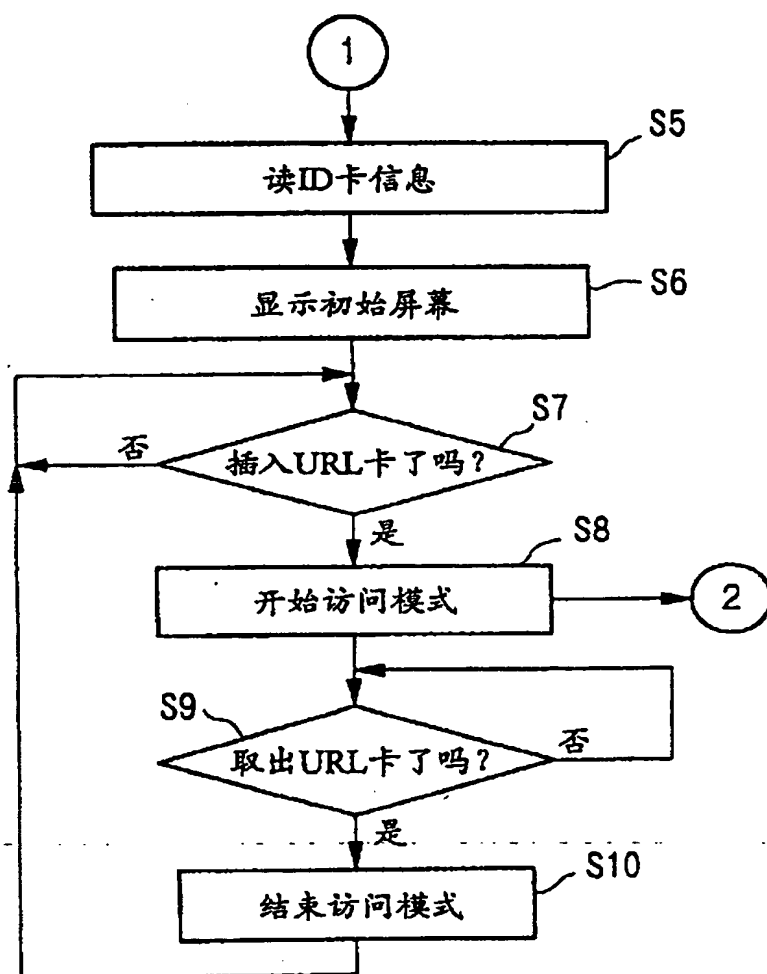 1
S5
读ID卡信息
S6
显示初始屏幕
S7
否
插入URL卡了吗？
是
S8
开始访问模式
2
S9
取出URL卡了吗？
否
是
S10
结束访问模式